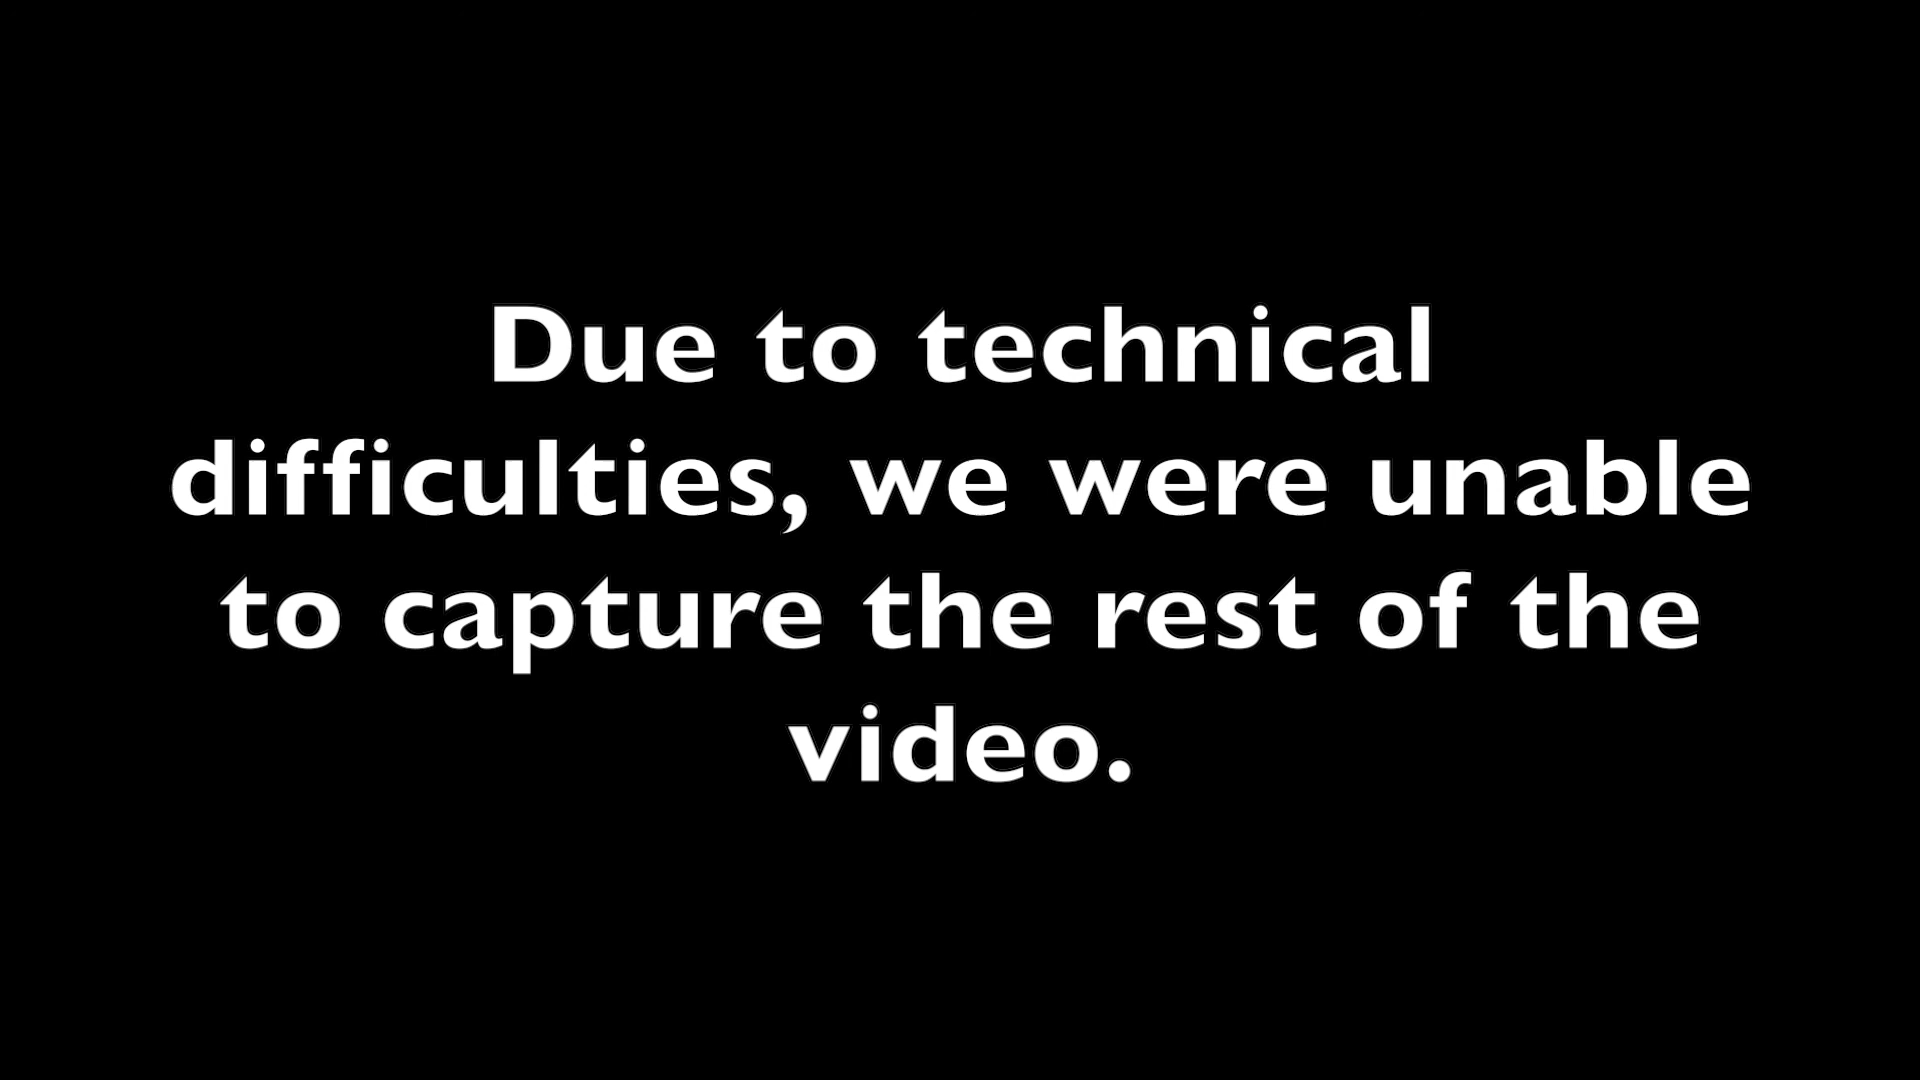 Due to technical
difficulties, we were unable
to capture the rest of the
video.